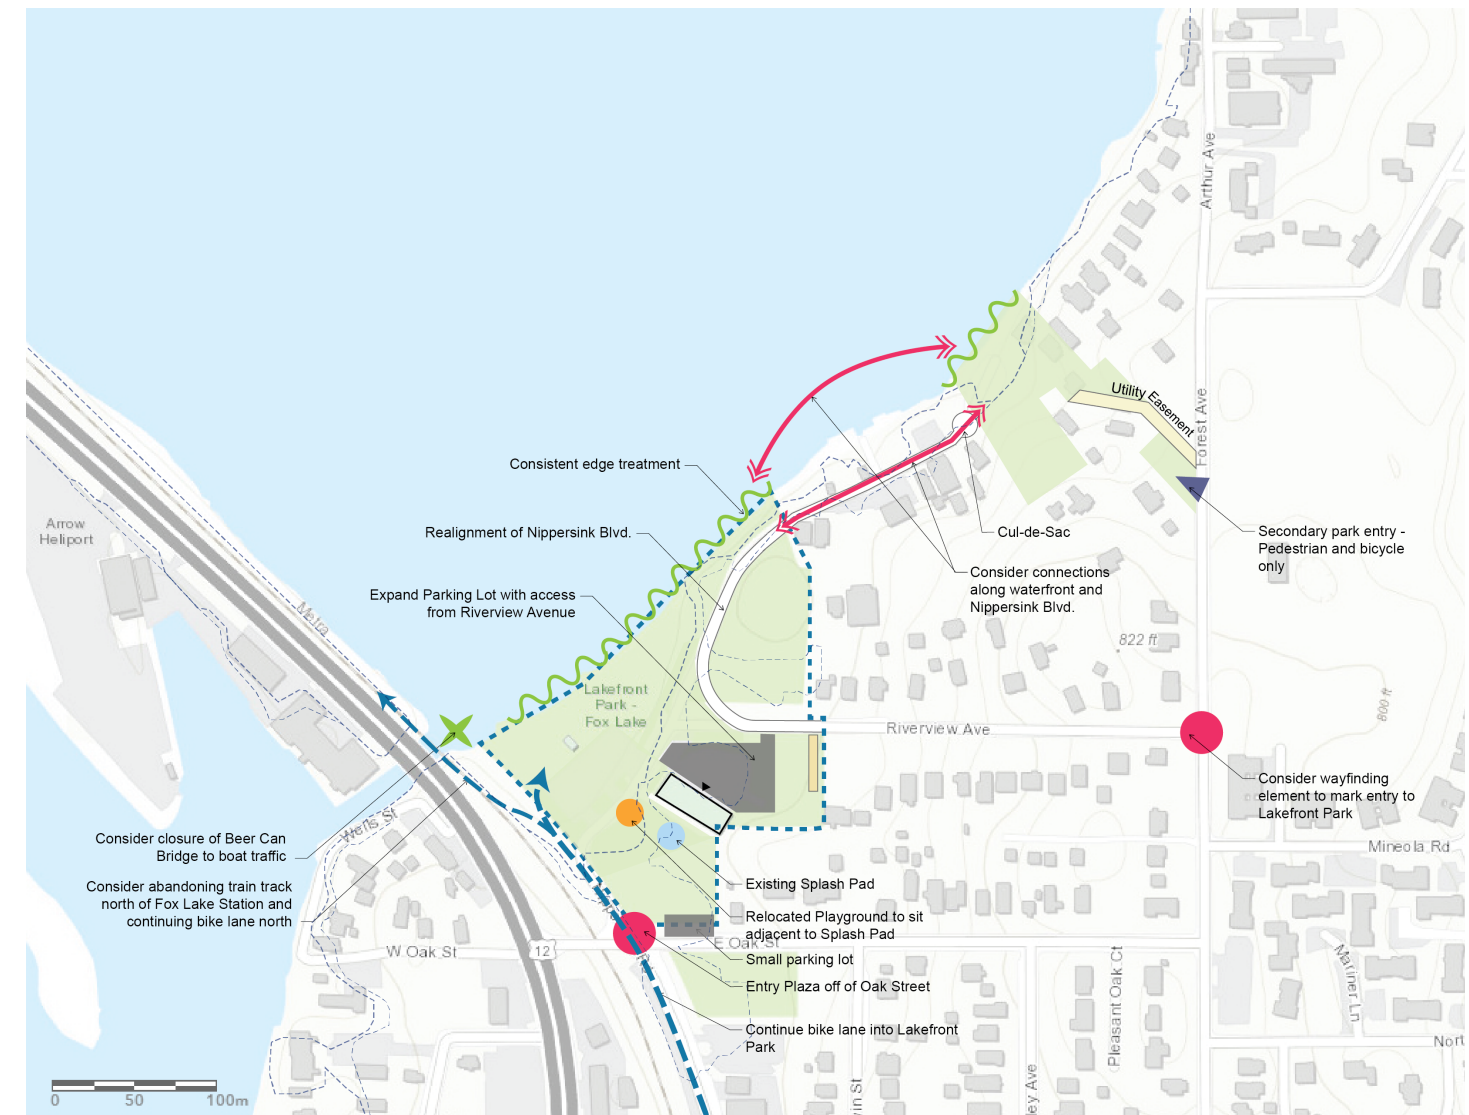 Arthur Ave
Utility Easement
Forest Ave
Consistent edge treatment
Arrow
Heliport
Realignment of Nippersink Blvd.
Cul-de-Sac
Secondary park entry -
Pedestrian and bicycle
only
Consider connections
along waterfront and
Nippersink Blvd.
Expand Parking Lot with access
from Riverview Avenue
Metra
822 ft
800 ft
Lakefront
Park -
Fox Lake
Riverview Ave
Consider wayfinding
element to mark entry to
Lakefront Park
Wells St
Consider closure of Beer Can
Bridge to boat traffic
Mineola Rd
Consider abandoning train track
north of Fox Lake Station and
continuing bike lane north
Existing Splash Pad
Relocated Playground to sit
adjacent to Splash Pad
W Oak St
12
E Oak St
Small parking lot
Entry Plaza off of Oak Street
Pleasant Oak Ct
Mariner Ln
Continue bike lane into Lakefront
Park
Nort
vin St
ey Ave
0 50 100m